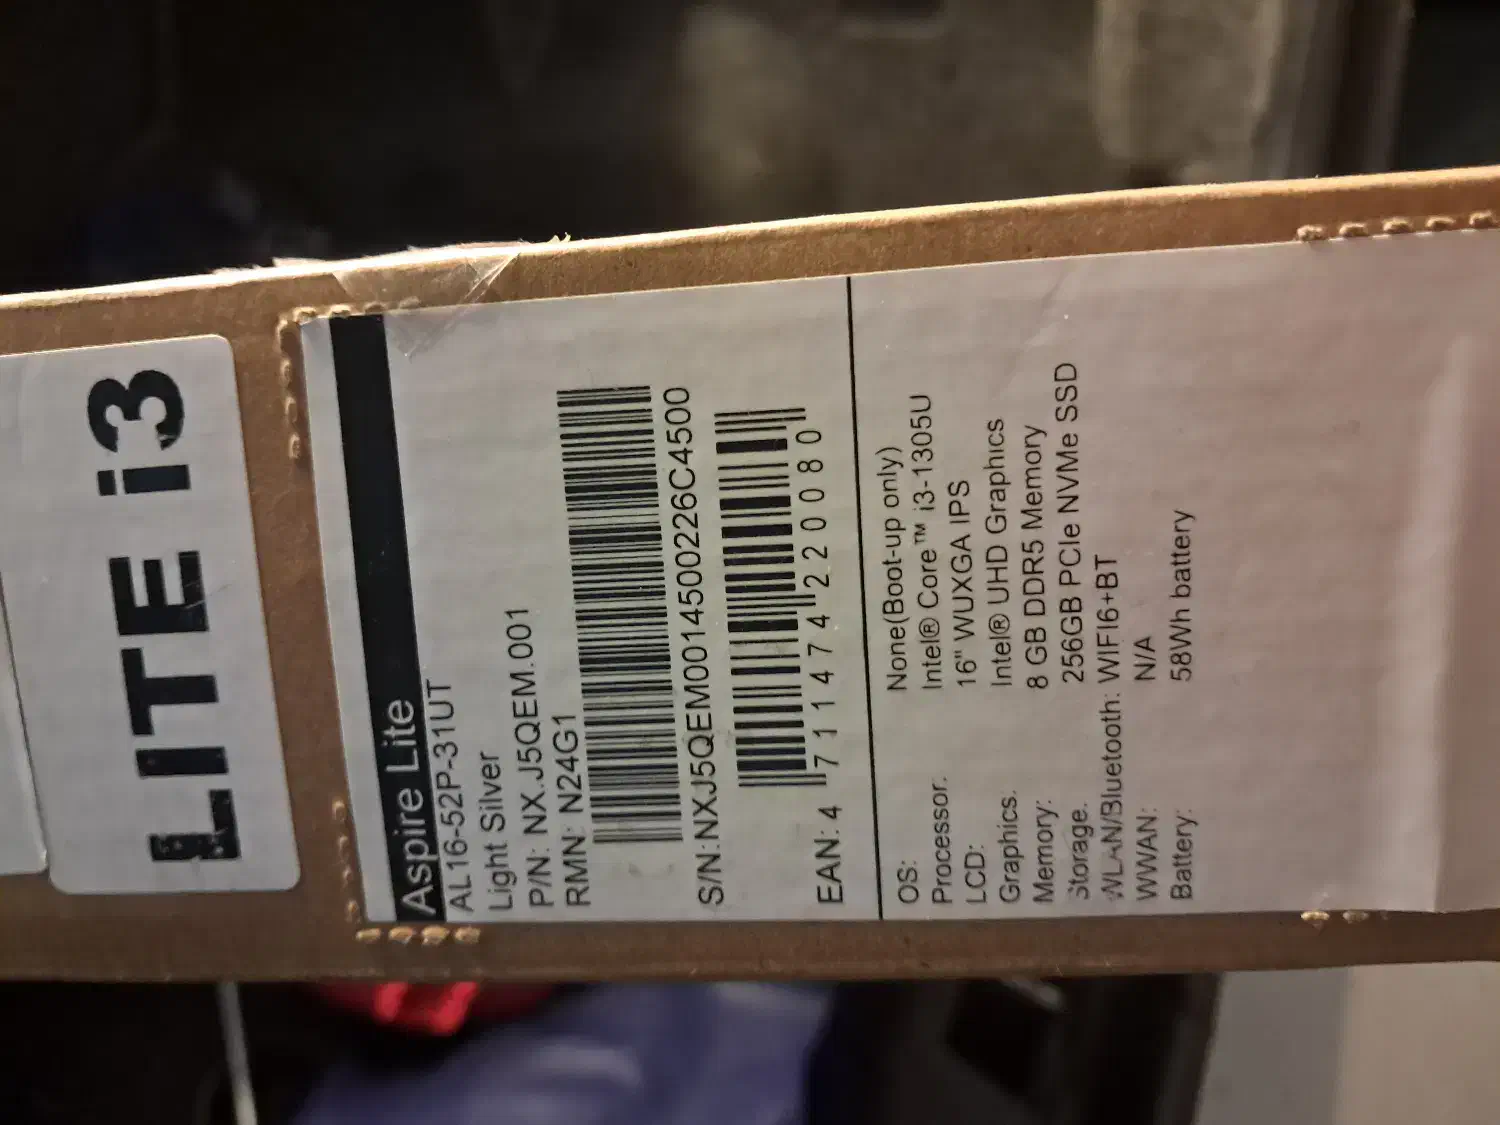 LITE i3
Aspire Lite
AL16-52P-31UT
Light Silver
P/N: NX.J5QEM.001
RMN: N24G1
S/N:NXJ5QEM0014500226C4500
EAN: 4 711474 220080
OS: None(Boot-up only)
Processor: Intel® Core™ i3-1305U
LCD: 16" WUXGA IPS
Graphics: Intel® UHD Graphics
Memory: 8 GB DDR5 Memory
Storage: 256GB PCIe NVMe SSD
WLAN/Bluetooth: WIFI6+BT
WWAN: N/A
Battery: 58Wh battery